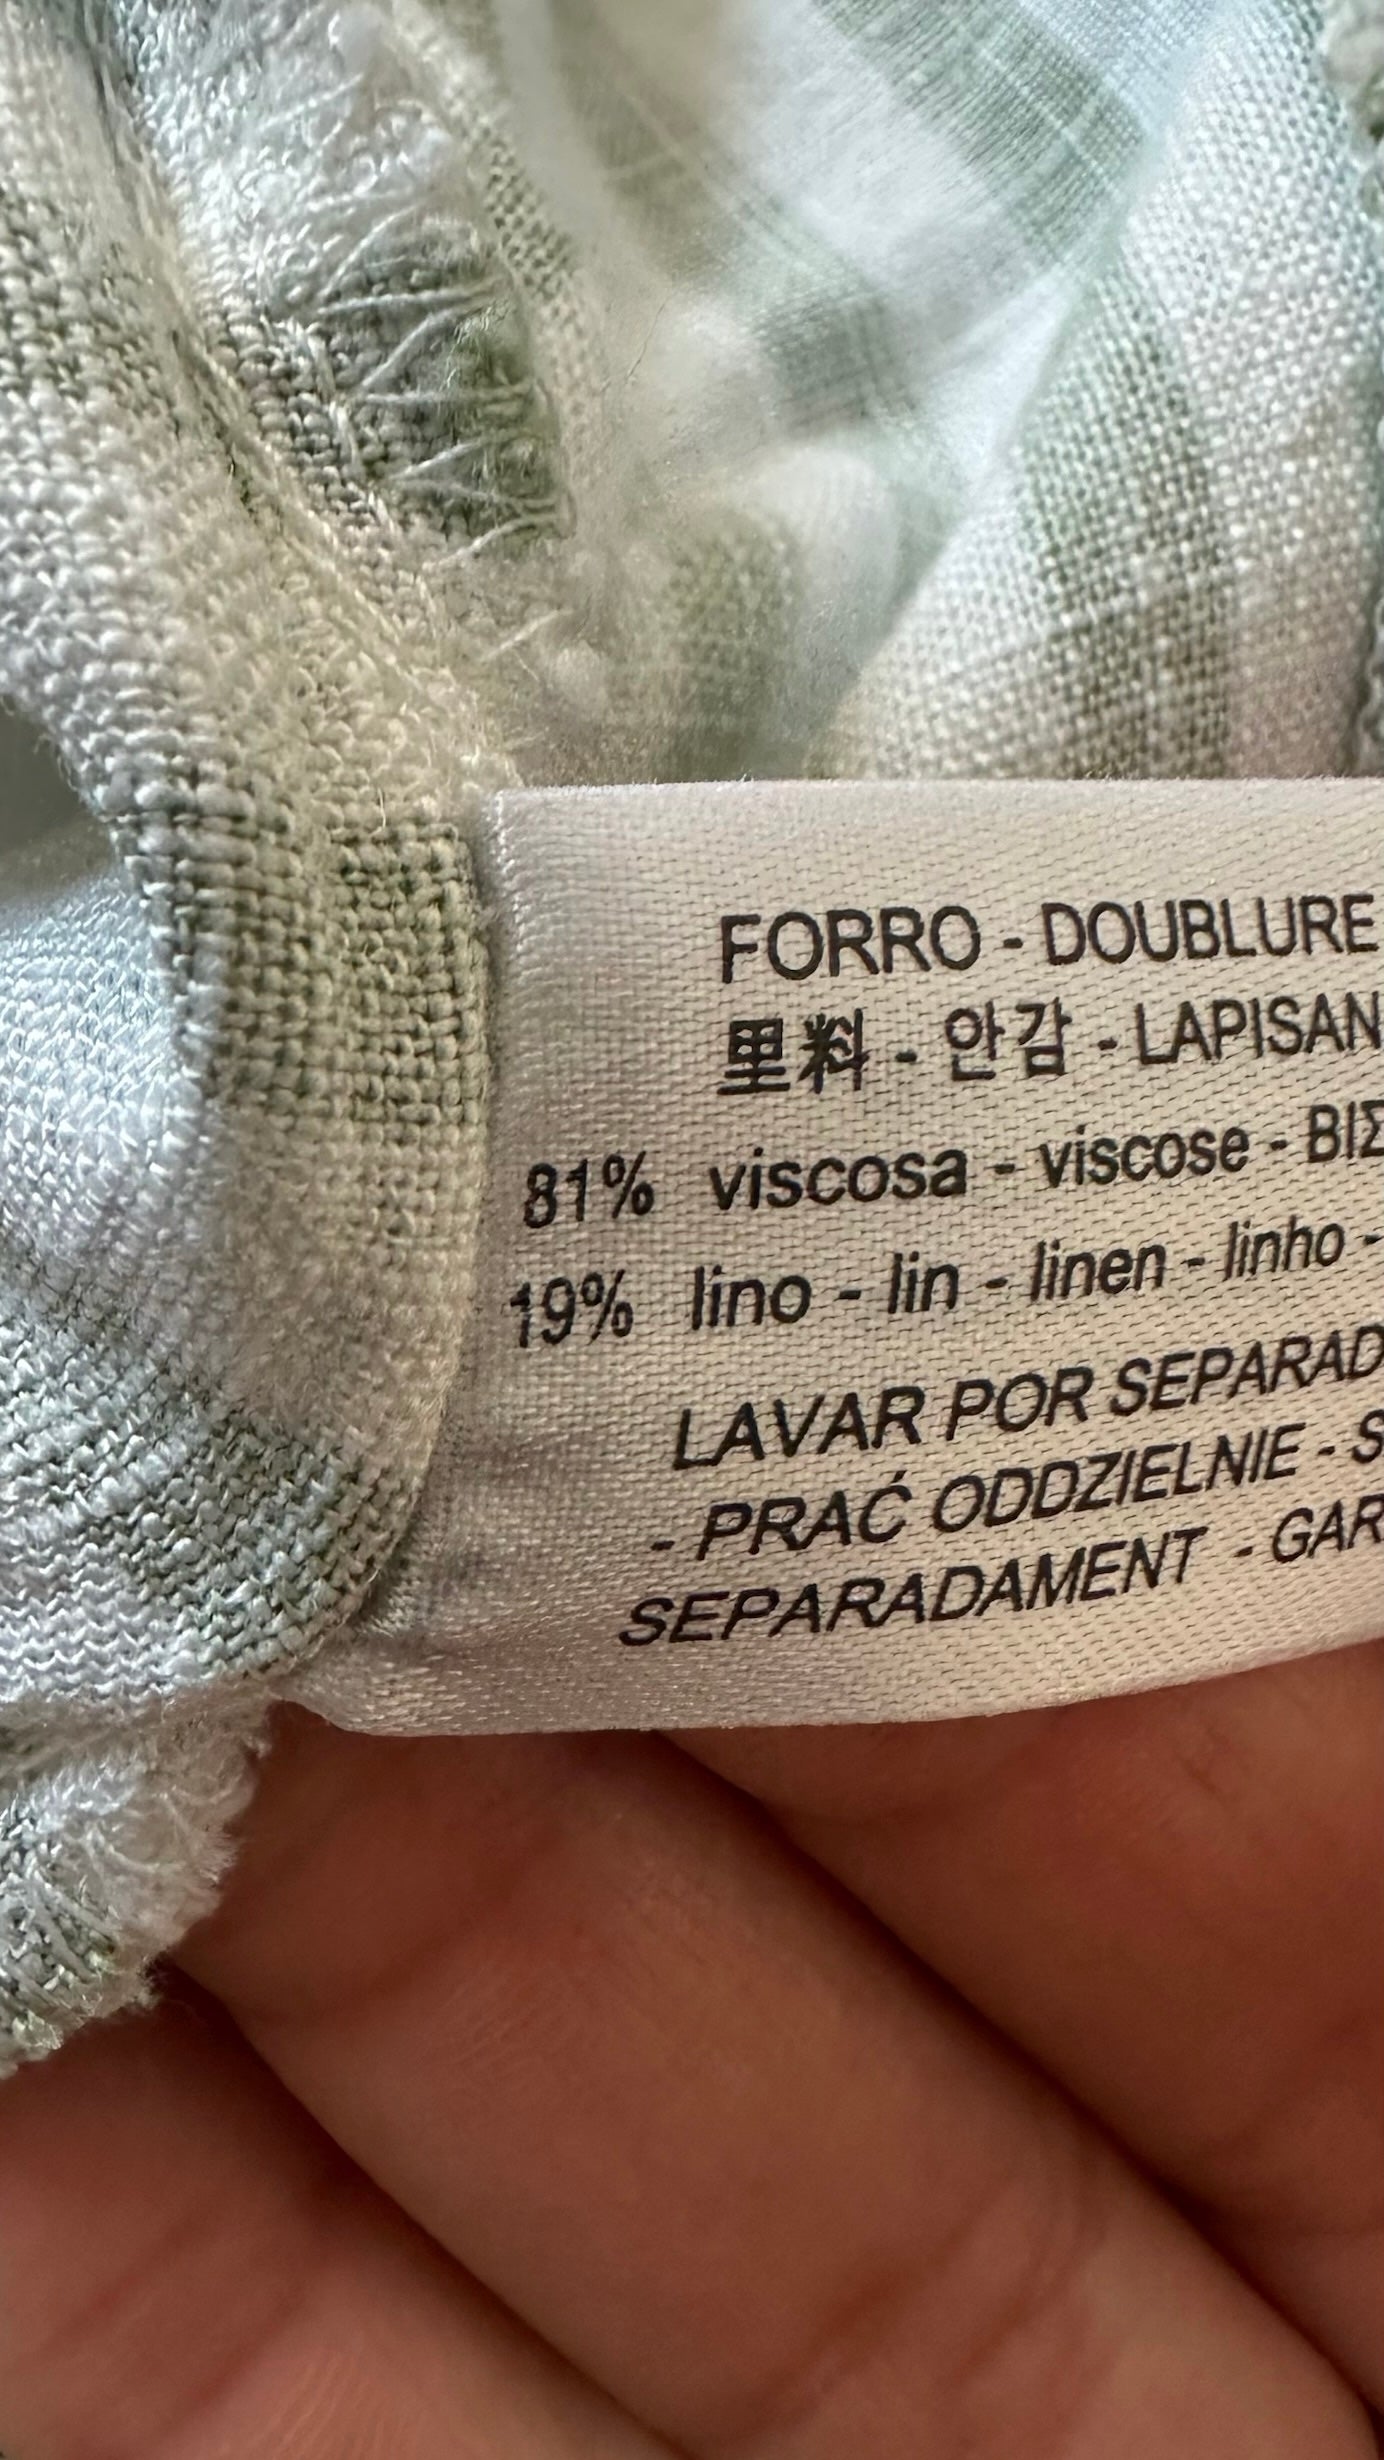 FORRO - DOUBLURE
里料 - 안감 - LAPISAN
81% viscosa - viscose - ΒΙΣ
19% lino - lin - linen - linho -
LAVAR POR SEPARAD
- PRAĆ ODDZIELNIE - S
SEPARADAMENT - GAR